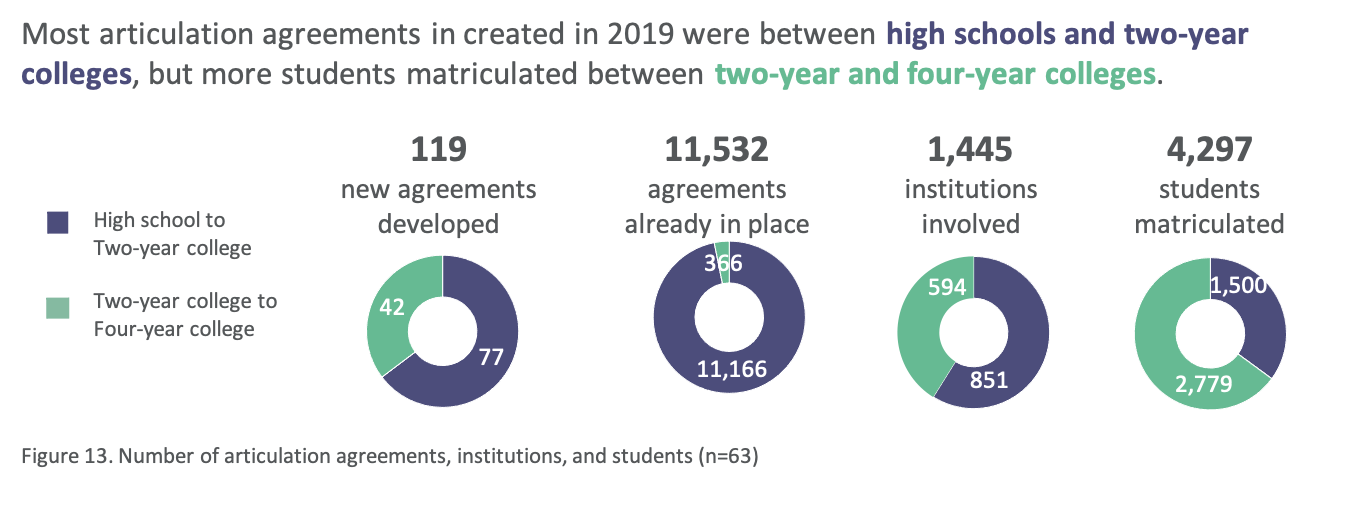 Most articulation agreements in created in 2019 were between high schools and two-year
colleges, but more students matriculated between two-year and four-year colleges.
119
new agreements
developed
11,532
agreements
already in place
1,445
institutions
involved
4,297
students
matriculated
High school to
Two-year college
Two-year college to
Four-year college
42
77
366
11,166
594
851
1,500
2,779
Figure 13. Number of articulation agreements, institutions, and students (n=63)